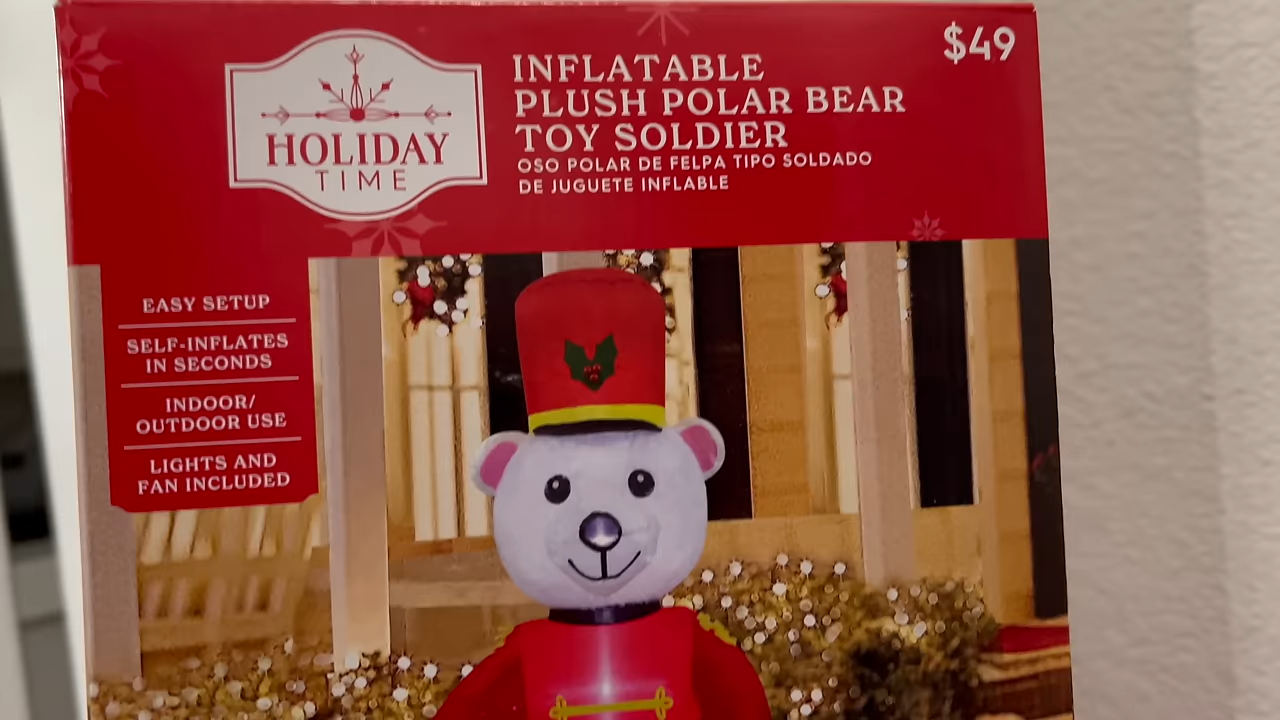 HOLIDAY
TIME
INFLATABLE
PLUSH POLAR BEAR
TOY SOLDIER
OSO POLAR DE FELPA TIPO SOLDADO
DE JUGUETE INFLABLE
$49
EASY SETUP
SELF-INFLATES
IN SECONDS
INDOOR/
OUTDOOR USE
LIGHTS AND
FAN INCLUDED